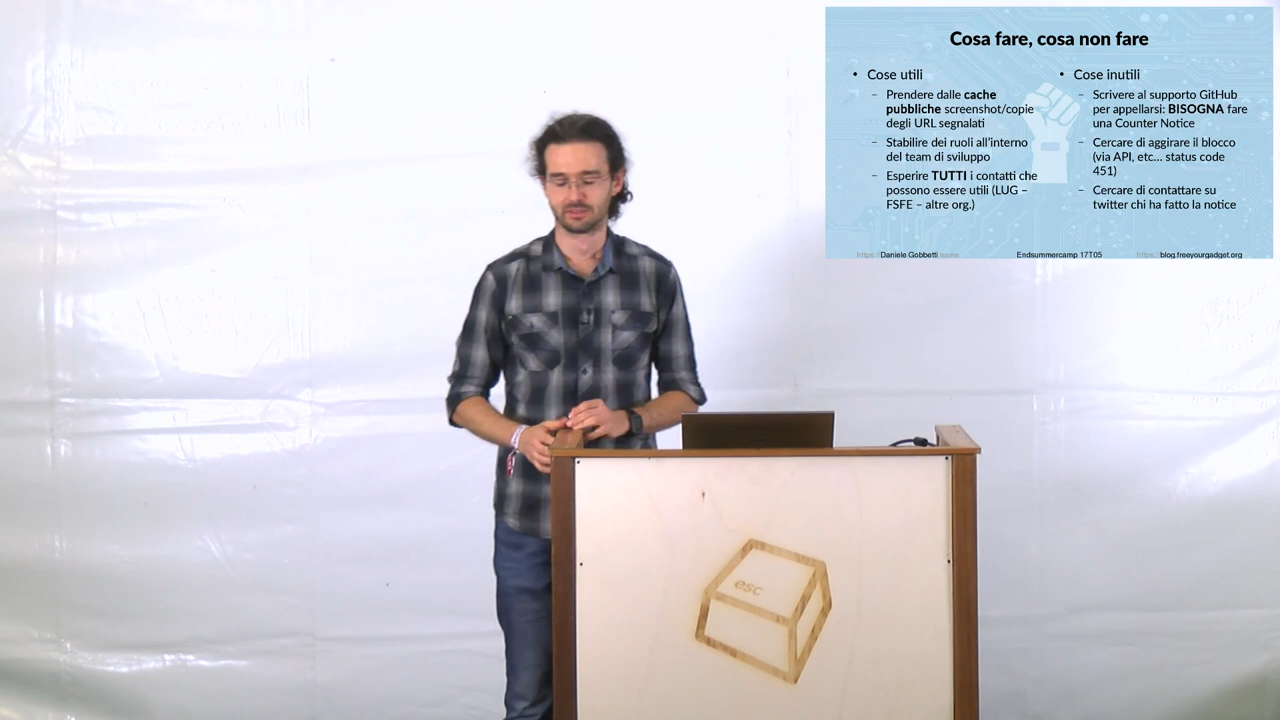 Cosa fare, cosa non fare
• Cose utili
– Prendere dalle cache
pubbliche screenshot/copie
degli URL segnalati
– Stabilire dei ruoli all'interno
del team di sviluppo
– Esperire TUTTI i contatti che
possono essere utili (LUG –
FSFE – altre org.)
• Cose inutili
– Scrivere al supporto GitHub
per appellarsi: BISOGNA fare
una Counter Notice
– Cercare di aggirare il blocco
(via API, etc... status code
451)
– Cercare di contattare su
twitter chi ha fatto la notice
https:// Daniele Gobbetti
Endsummercamp 17T05
https:// blog.freeyourgadget.org
esc